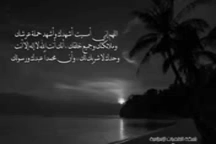 اللهم إني أمسيت أشهدك وأشهد حملة عرشك
وملائكتك وجميع خلقك، أنك أنت الله لا إله إلا أنت
وحدك لا شريك لك، وأن محمداً عبدك ورسولك